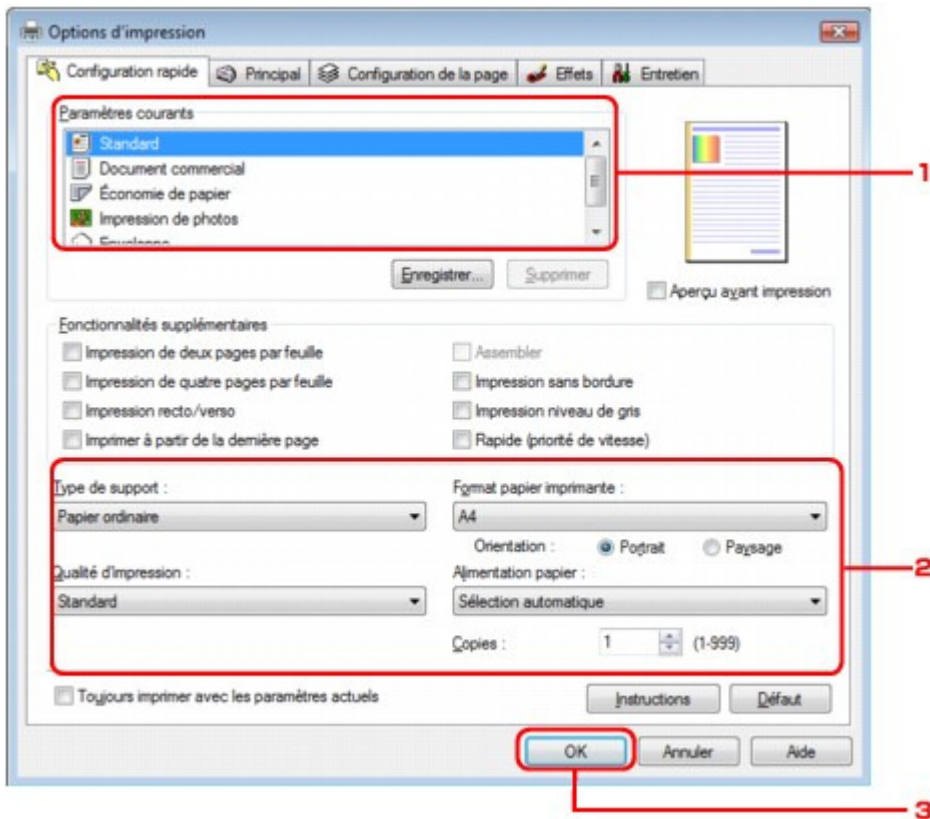 Options d'impression
Configuration rapide Principal Configuration de la page Effets Entretien
Paramètres courants
Standard
Document commercial
Économie de papier
Impression de photos
Enveloppe
1
Enregistrer... Supprimer
Aperçu avant impression
Fonctionnalités supplémentaires
Impression de deux pages par feuille Assembler
Impression de quatre pages par feuille Impression sans bordure
Impression recto/verso Impression niveau de gris
Imprimer à partir de la dernière page Rapide (priorité de vitesse)
Type de support : Format papier imprimante :
Papier ordinaire A4
Orientation : Portrait Paysage
2
Qualité d'impression : Alimentation papier :
Standard Sélection automatique
Copies : 1 (1-999)
Toujours imprimer avec les paramètres actuels Instructions Défaut
OK Annuler Aide
3